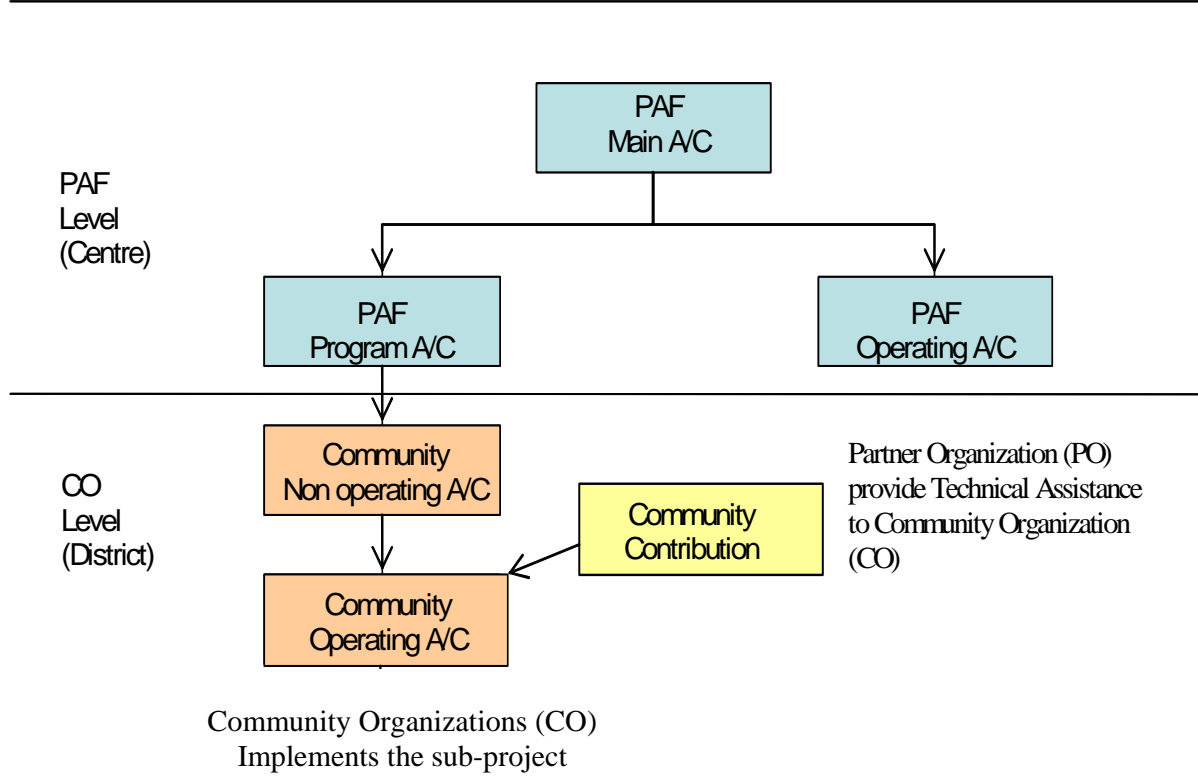 PAF
Main A/C
PAF
Level
(Centre)
PAF
Program A/C
PAF
Operating A/C
CO
Level
(District)
Community
Non operating A/C
Community
Contribution
Partner Organization (PO)
provide Technical Assistance
to Community Organization
(CO)
Community
Operating A/C
Community Organizations (CO)
Implements the sub-project